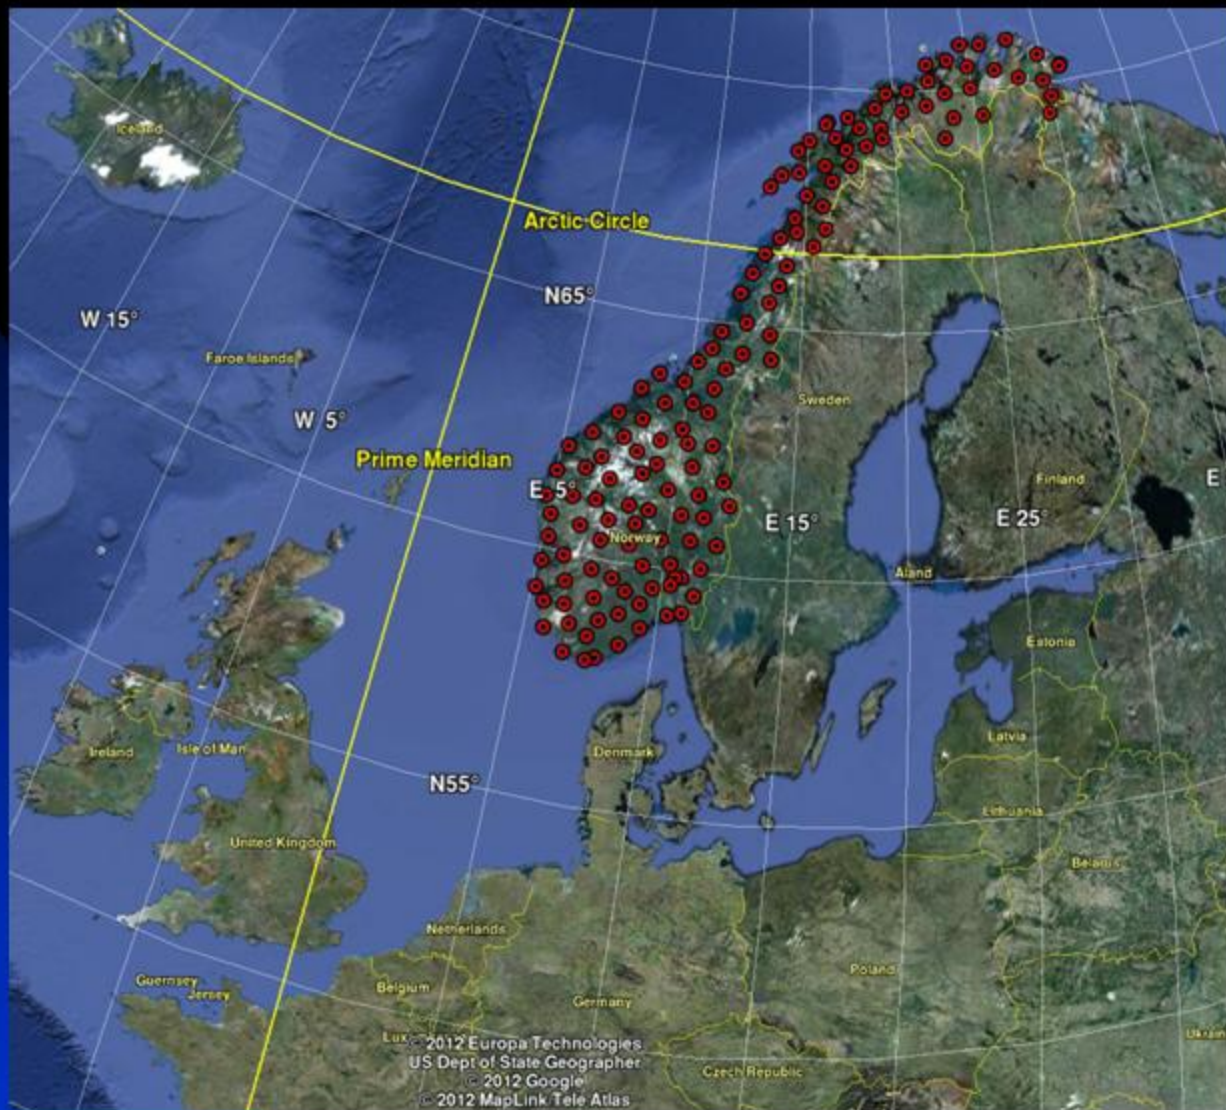 Iceland
Arctic Circle
N65°
W 15°
Faroe Islands
Sweden
W 5°
Prime Meridian
Finland
E 5°
E
E 15°
E 25°
Norway
Aland
Estonia
Ireland
Isle of Man
Denmark
Latvia
N55°
Lithuania
United Kingdom
Belarus
Netherlands
Poland
Guernsey
Jersey
Belgium
Germany
Ukrain
Lux
© 2012 Europa Technologies
US Dept of State Geographer
© 2012 Google
© 2012 MapLink/Tele Atlas
Czech Republic